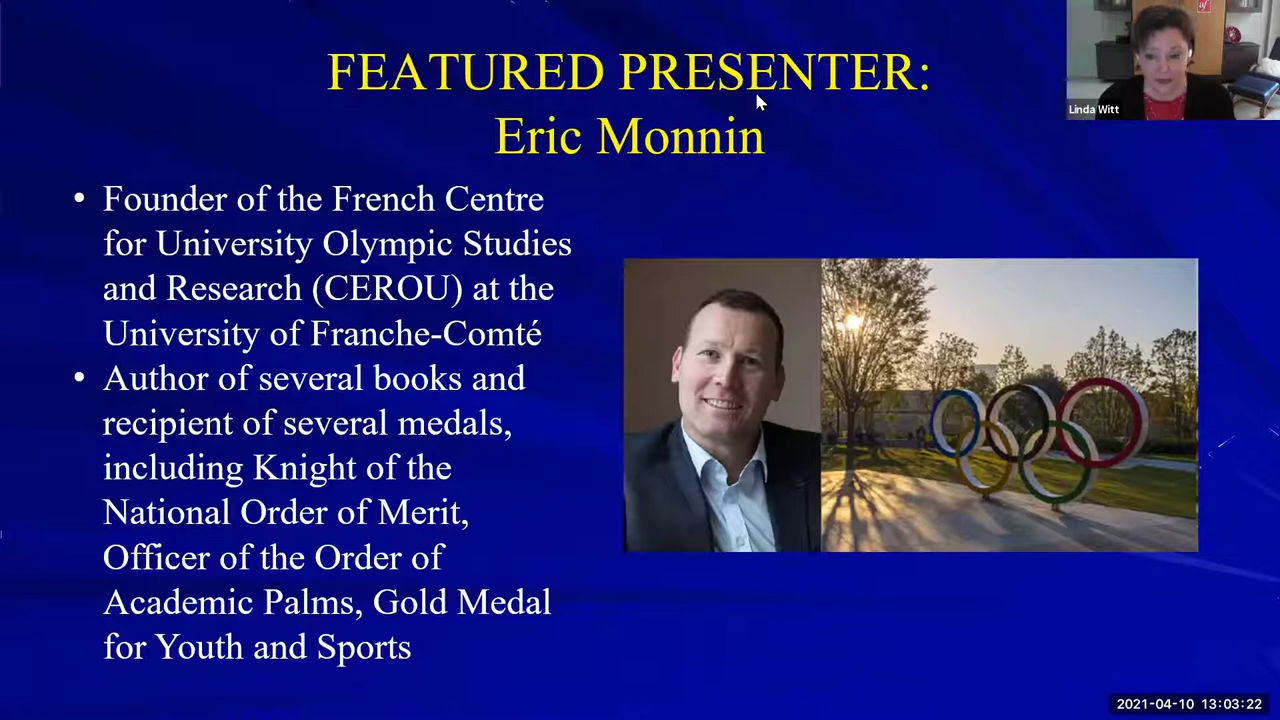 FEATURED PRESENTER:
Eric Monnin
• Founder of the French Centre
for University Olympic Studies
and Research (CEROU) at the
University of Franche-Comté
• Author of several books and
recipient of several medals,
including Knight of the
National Order of Merit,
Officer of the Order of
Academic Palms, Gold Medal
for Youth and Sports
Linda Witt
2021-04-10 13:03:22